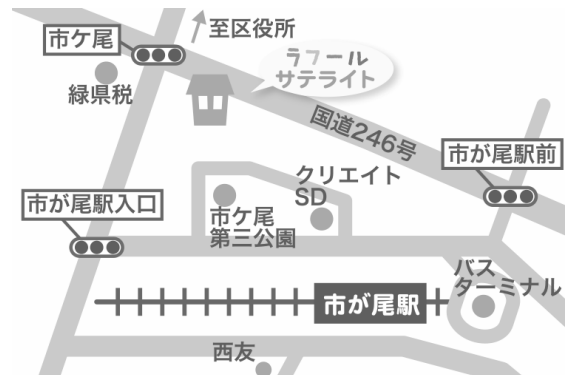 至区役所
市ケ尾
緑県税
ラフール
サテライト
国道246号
市が尾駅前
クリエイト
SD
市ケ尾
第三公園
市が尾駅入口
バス
ターミナル
市が尾駅
西友